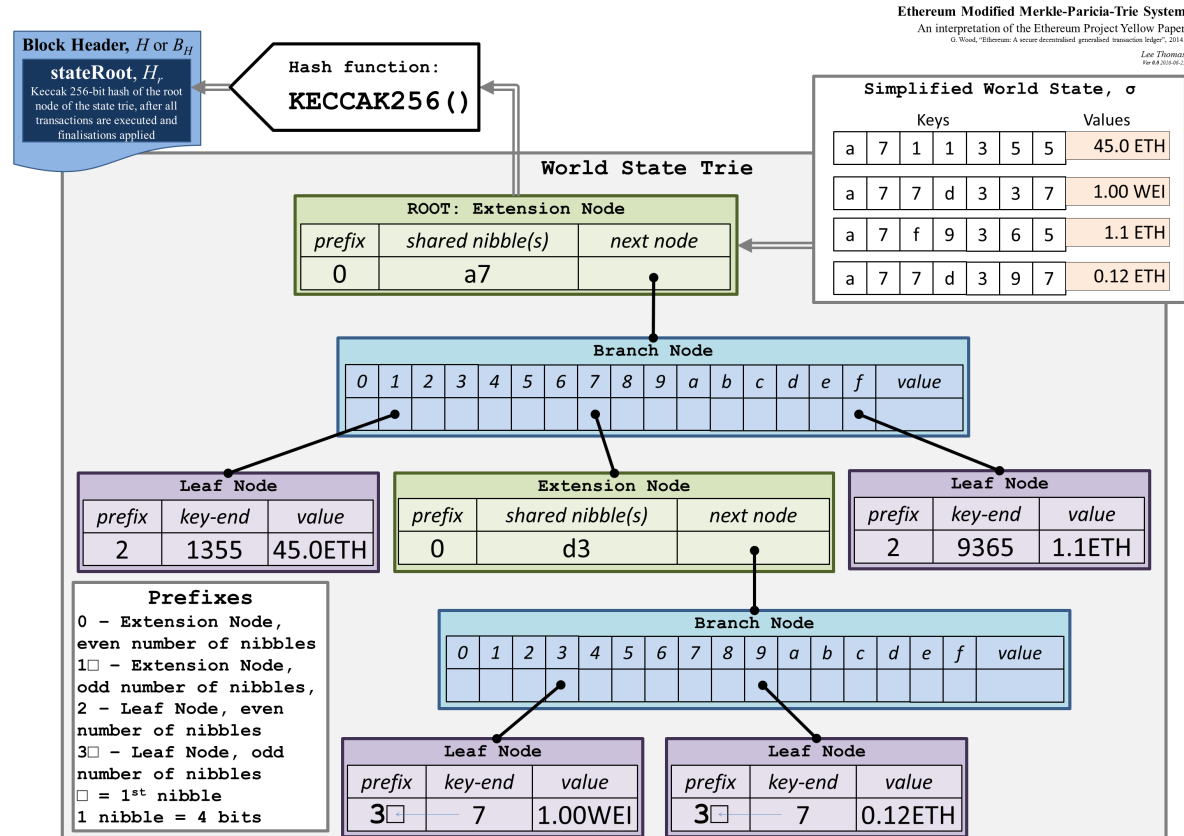 Ethereum Modified Merkle-Paricia-Trie System
An interpretation of the Ethereum Project Yellow Paper
G. Wood, "Ethereum: A secure decentralised generalised transaction ledger", 2014.
Lee Thomas
Block Header, H or B_H
stateRoot, H_r
Keccak 256-bit hash of the root
node of the state trie, after all
transactions are executed and
finalisations applied
Hash function:
KECCAK256()
Simplified World State, σ
Keys Values
a 7 1 1 3 5 5 45.0 ETH
a 7 7 d 3 3 7 1.00 WEI
a 7 f 9 3 6 5 1.1 ETH
a 7 7 d 3 9 7 0.12 ETH
World State Trie
ROOT: Extension Node
prefix shared nibble(s) next node
0 a7
Branch Node
0 1 2 3 4 5 6 7 8 9 a b c d e f value
Leaf Node
prefix key-end value
2 1355 45.0ETH
Extension Node
prefix shared nibble(s) next node
0 d3
Leaf Node
prefix key-end value
2 9365 1.1ETH
Prefixes
0 – Extension Node,
even number of nibbles
1□ – Extension Node,
odd number of nibbles,
2 – Leaf Node, even
number of nibbles
3□ – Leaf Node, odd
number of nibbles
□ = 1st nibble
1 nibble = 4 bits
Branch Node
0 1 2 3 4 5 6 7 8 9 a b c d e f value
Leaf Node
prefix key-end value
3□ 7 1.00WEI
Leaf Node
prefix key-end value
3□ 7 0.12ETH